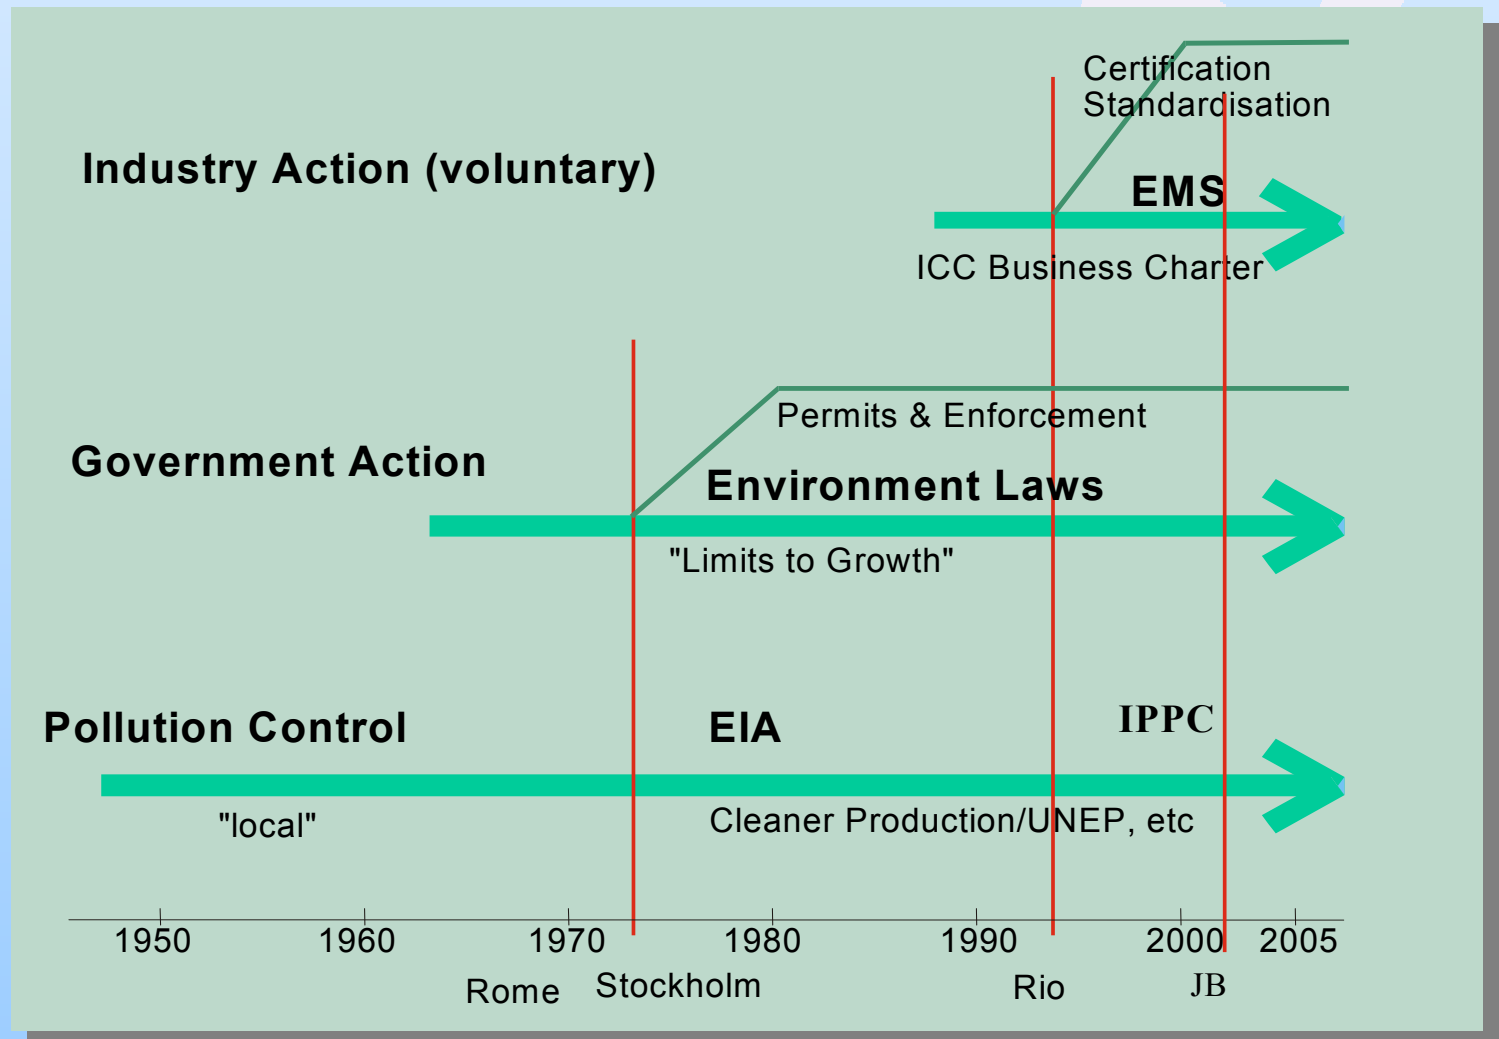 Certification
Standardisation
Industry Action (voluntary)
EMS
ICC Business Charter
Permits & Enforcement
Government Action
Environment Laws
"Limits to Growth"
Pollution Control
EIA
IPPC
"local"
Cleaner Production/UNEP, etc
1950 1960 1970 1980 1990 2000 2005
Rome Stockholm Rio JB